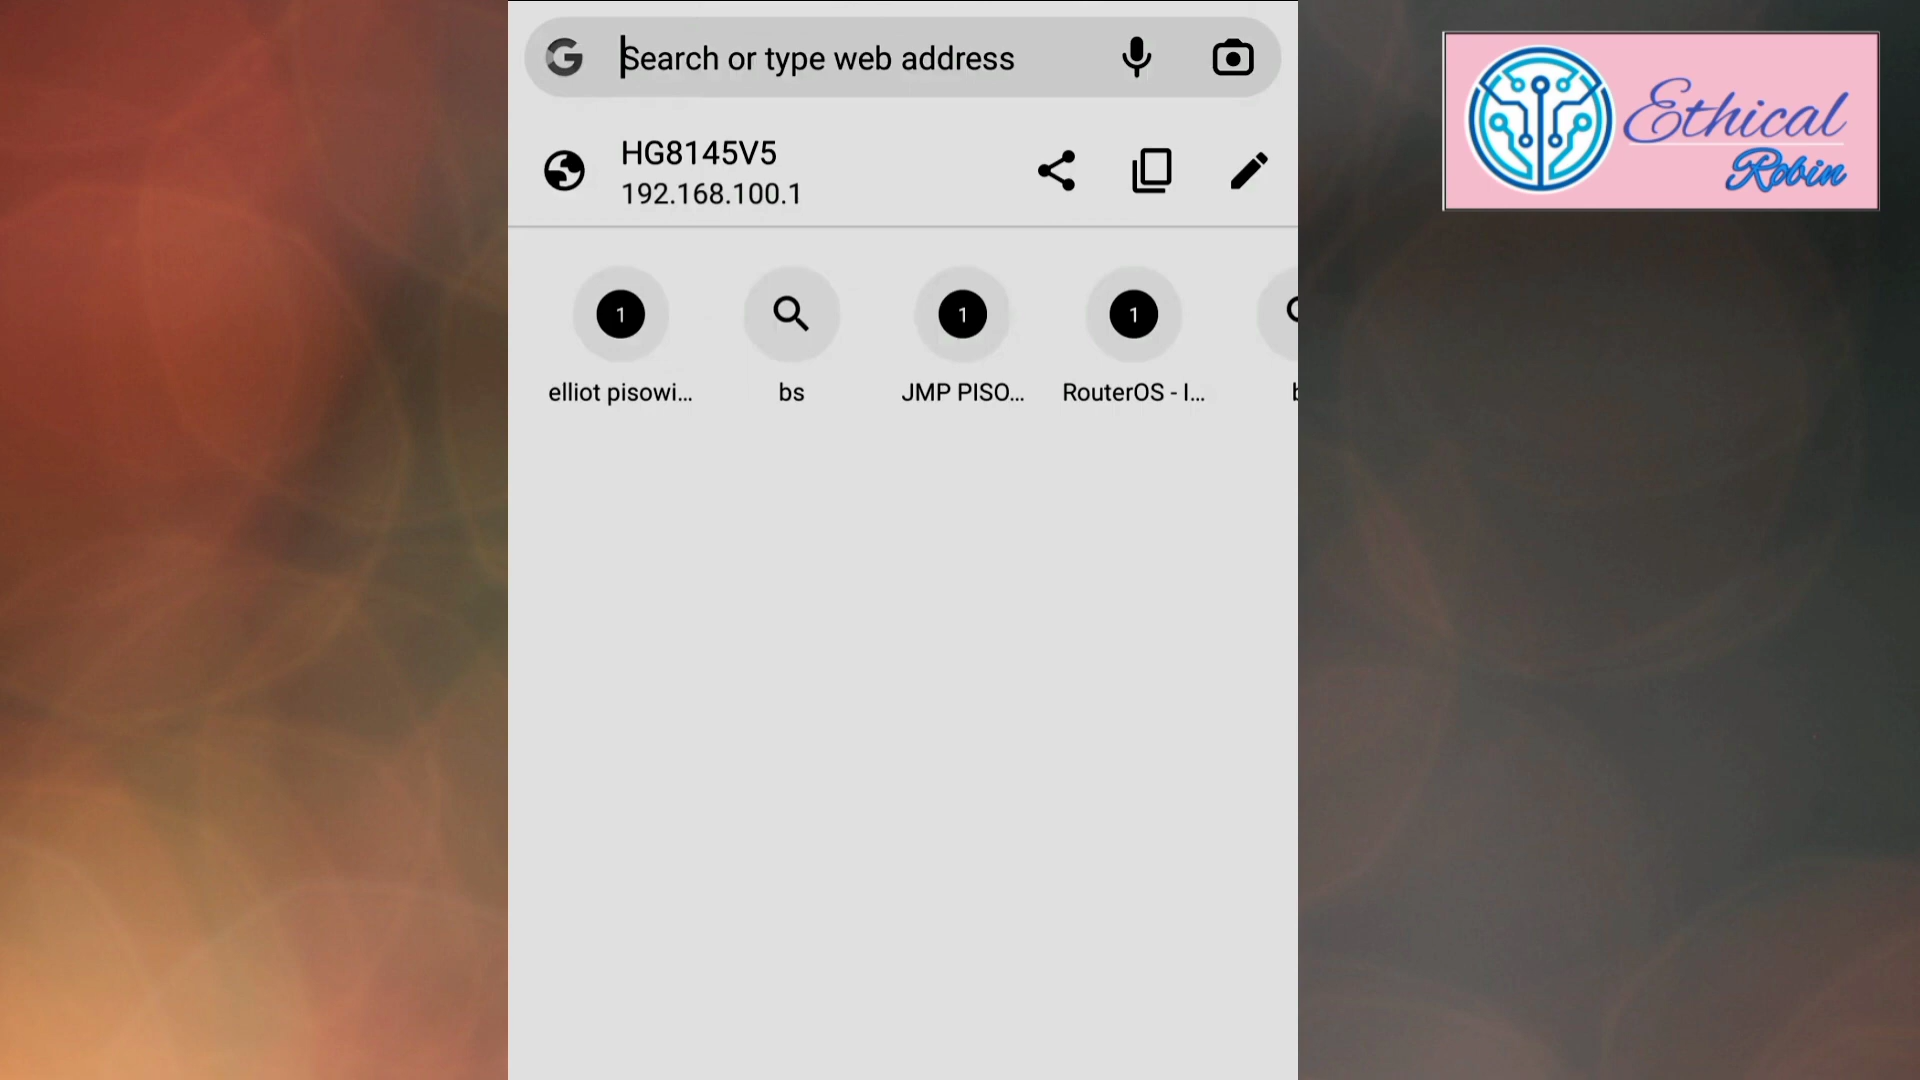 Search or type web address
HG8145V5
192.168.100.1
1
1
1
elliot pisowi...
bs
JMP PISO...
RouterOS - I...
Ethical
Robin